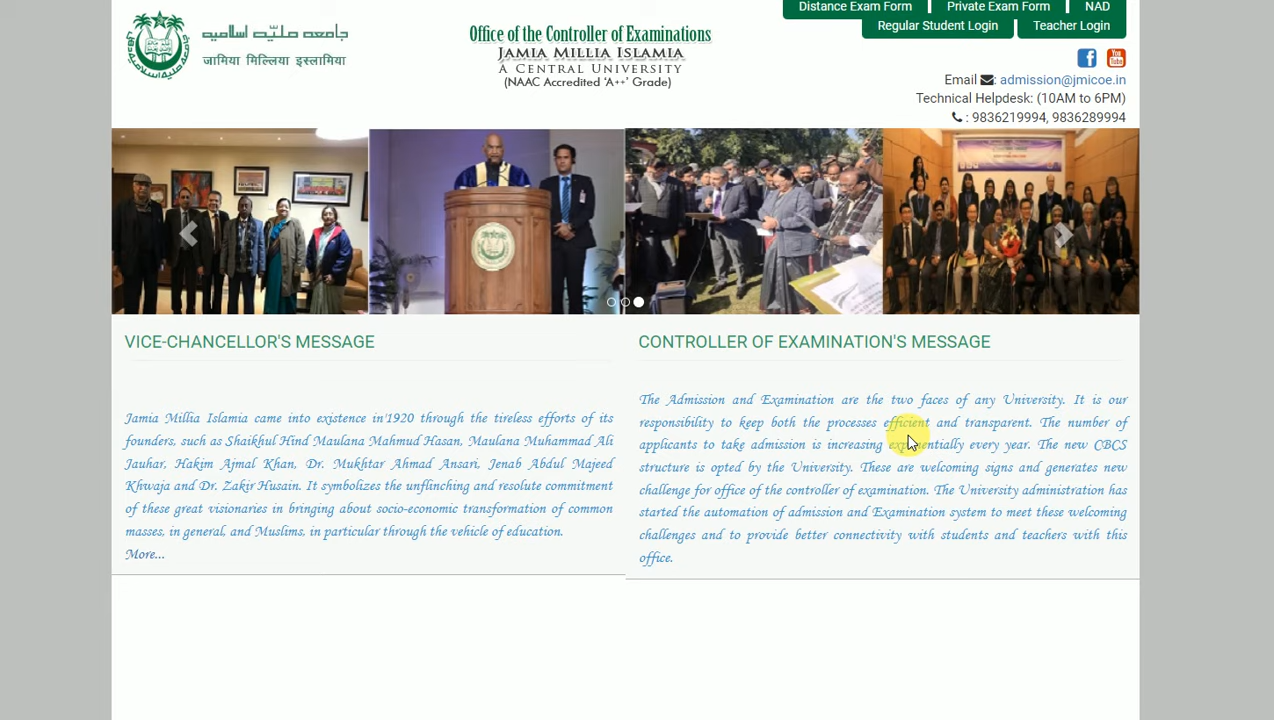 Distance Exam Form
Private Exam Form
NAD
Regular Student Login
Teacher Login
جامعہ ملیّہ اسلامیہ
जामिया मिल्लिया इस्लामिया
Office of the Controller of Examinations
JAMIA MILLIA ISLAMIA
A CENTRAL UNIVERSITY
(NAAC Accredited 'A++' Grade)
Email : admission@jmicoe.in
Technical Helpdesk: (10AM to 6PM)
: 9836219994, 9836289994
VICE-CHANCELLOR'S MESSAGE
Jamia Millia Islamia came into existence in'1920 through the tireless efforts of its
founders, such as Shaikhul Hind Maulana Mahmud Hasan, Maulana Muhammad Ali
Jauhar, Hakim Ajmal Khan, Dr. Mukhtar Ahmad Ansari, Jenab Abdul Majeed
Khwaja and Dr. Zakir Husain. It symbolizes the unflinching and resolute commitment
of these great visionaries in bringing about socio-economic transformation of common
masses, in general, and Muslims, in particular through the vehicle of education.
More...
CONTROLLER OF EXAMINATION'S MESSAGE
The Admission and Examination are the two faces of any University. It is our
responsibility to keep both the processes efficient and transparent. The number of
applicants to take admission is increasing exponentially every year. The new CBCS
structure is opted by the University. These are welcoming signs and generates new
challenge for office of the controller of examination. The University administration has
started the automation of admission and Examination system to meet these welcoming
challenges and to provide better connectivity with students and teachers with this
office.